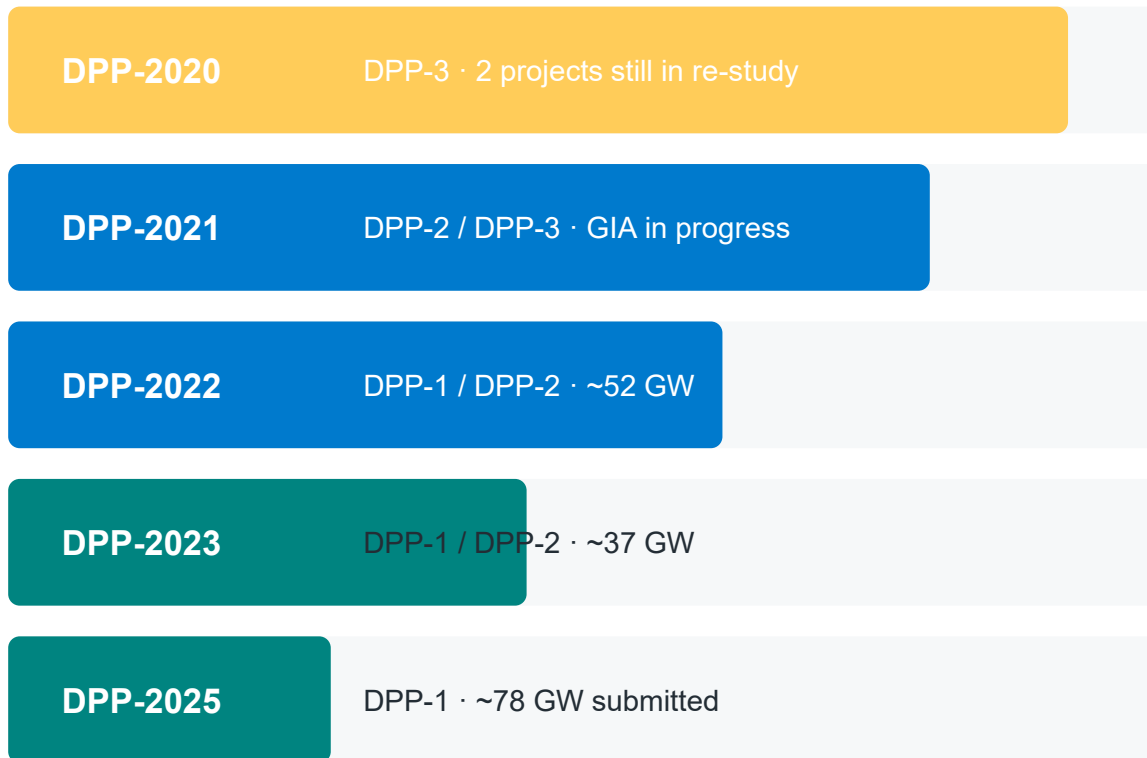 DPP-2020 DPP-3 · 2 projects still in re-study
DPP-2021 DPP-2 / DPP-3 · GIA in progress
DPP-2022 DPP-1 / DPP-2 · ~52 GW
DPP-2023 DPP-1 / DPP-2 · ~37 GW
DPP-2025 DPP-1 · ~78 GW submitted